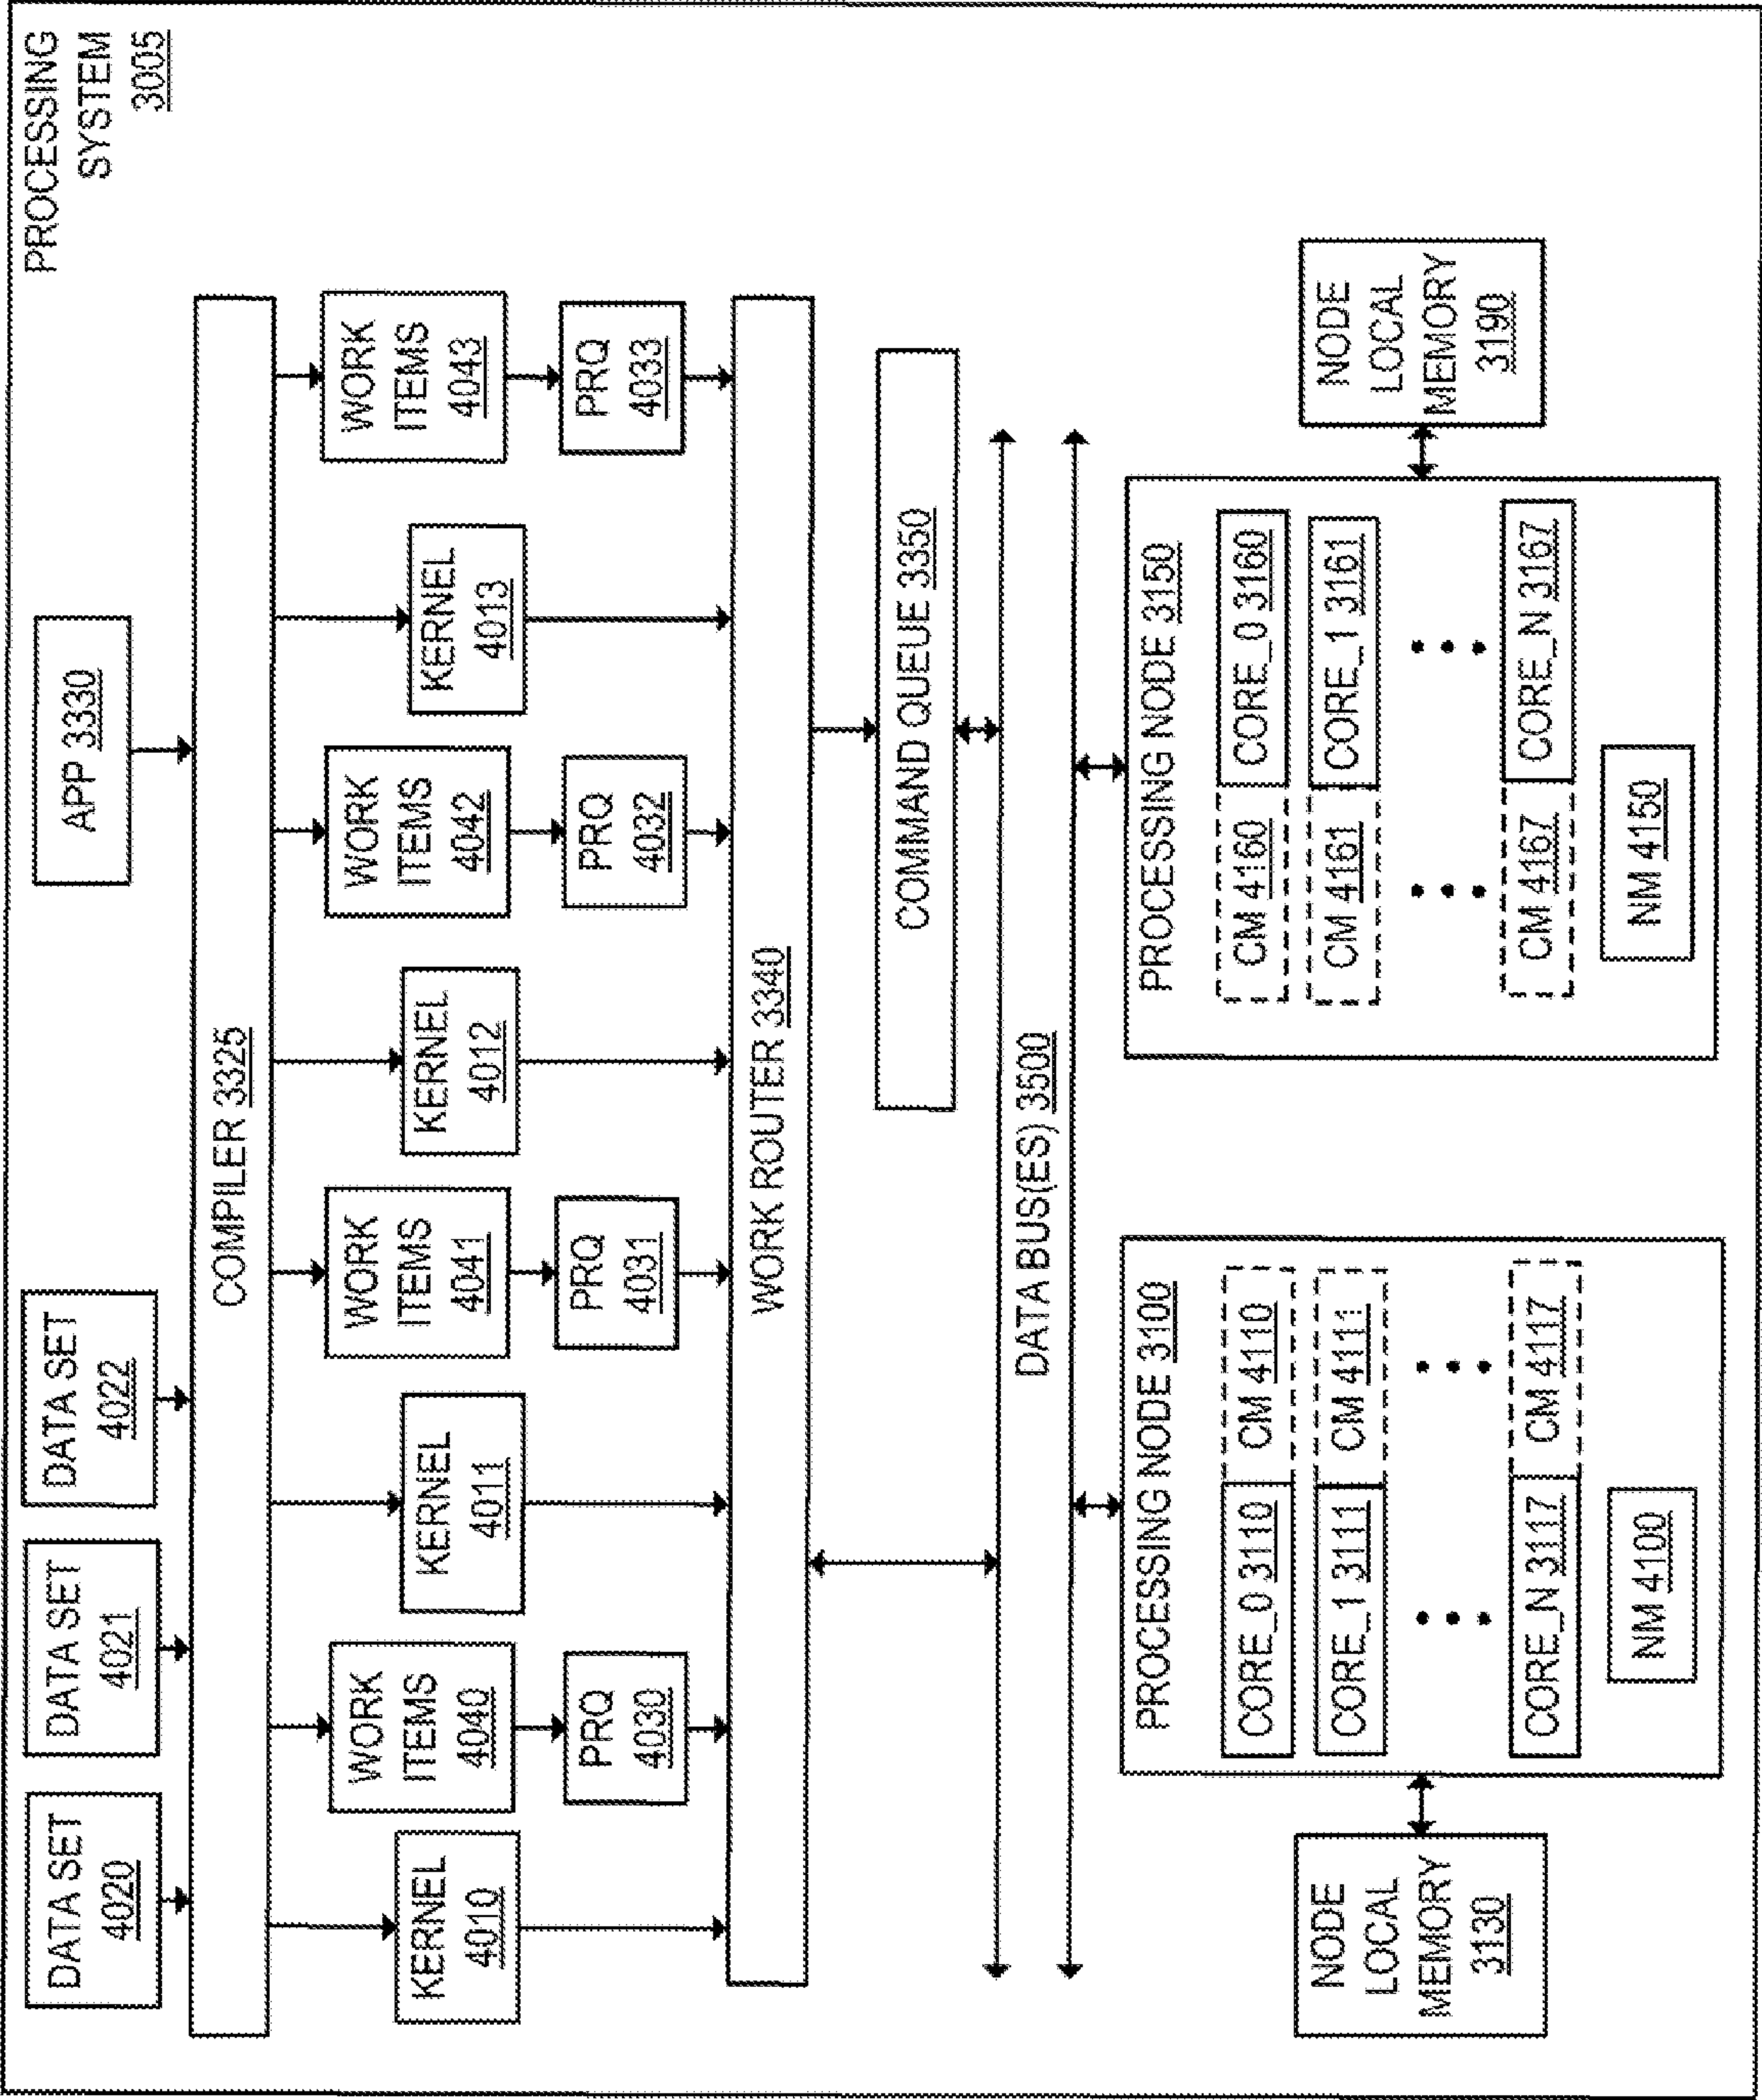 PROCESSING
SYSTEM
3005
DATA SET
4020
DATA SET
4021
DATA SET
4022
APP 3330
COMPILER 3325
KERNEL
4010
WORK
ITEMS
4040
PRQ
4030
KERNEL
4011
WORK
ITEMS
4041
PRQ
4031
KERNEL
4012
WORK
ITEMS
4042
PRQ
4032
KERNEL
4013
WORK
ITEMS
4043
PRQ
4033
WORK ROUTER 3340
COMMAND QUEUE 3350
DATA BUS(ES) 3500
NODE
LOCAL
MEMORY
3130
PROCESSING NODE 3100
CORE_0 3110 CM 4110
CORE_1 3111 CM 4111
CORE_N 3117 CM 4117
NM 4100
PROCESSING NODE 3150
CM 4160 CORE_0 3160
CM 4161 CORE_1 3161
CM 4167 CORE_N 3167
NM 4150
NODE
LOCAL
MEMORY
3190